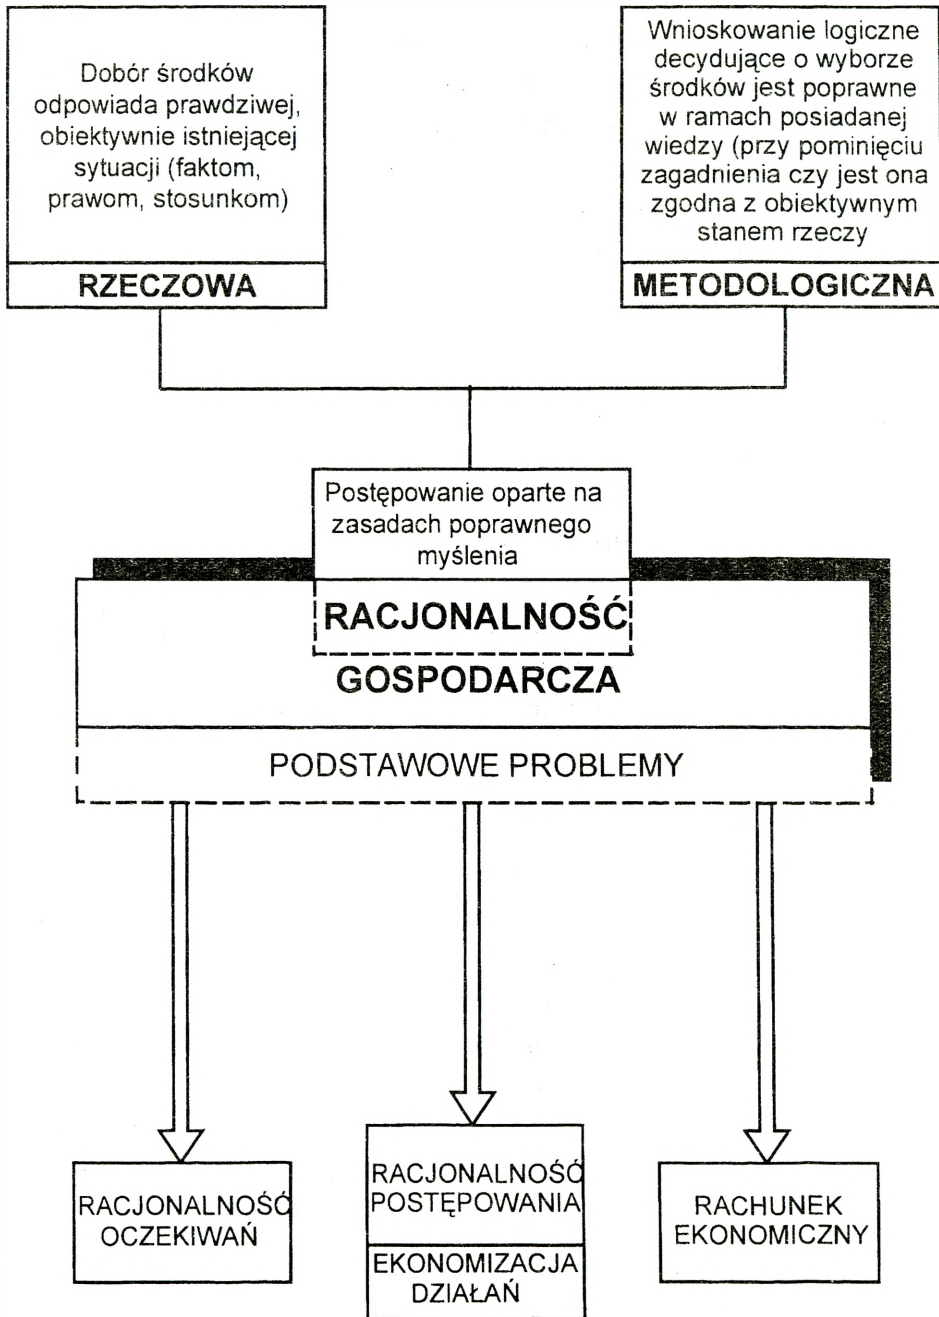 Dobór środków
odpowiada prawdziwej,
obiektywnie istniejącej
sytuacji (faktom,
prawom, stosunkom)
RZECZOWA
Wnioskowanie logiczne
decydujące o wyborze
środków jest poprawne
w ramach posiadanej
wiedzy (przy pominięciu
zagadnienia czy jest ona
zgodna z obiektywnym
stanem rzeczy
METODOLOGICZNA
Postępowanie oparte na
zasadach poprawnego
myślenia
RACJONALNOŚĆ
GOSPODARCZA
PODSTAWOWE PROBLEMY
RACJONALNOŚĆ
OCZEKIWAŃ
RACJONALNOŚĆ
POSTĘPOWANIA
EKONOMIZACJA
DZIAŁAŃ
RACHUNEK
EKONOMICZNY